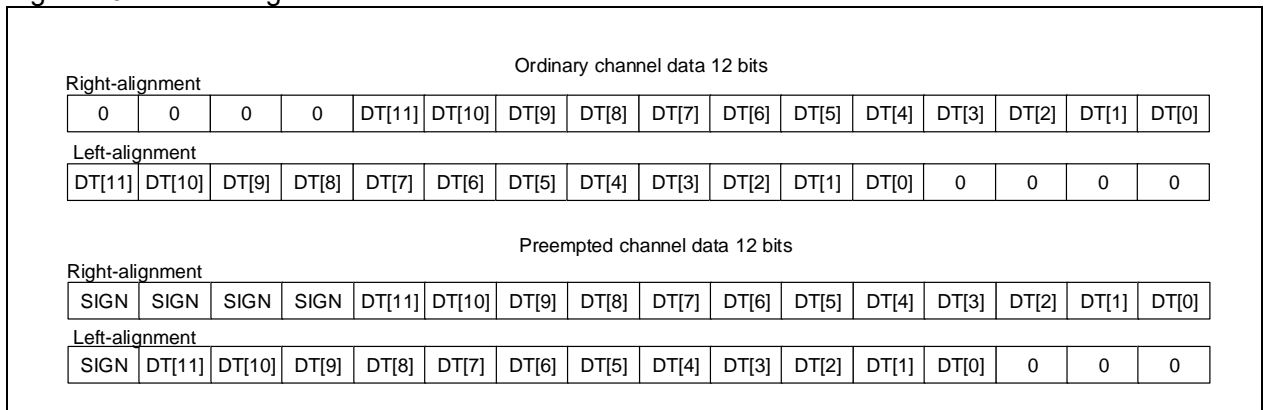 Ordinary channel data 12 bits
Right-alignment
0 0 0 0 DT[11] DT[10] DT[9] DT[8] DT[7] DT[6] DT[5] DT[4] DT[3] DT[2] DT[1] DT[0]
Left-alignment
DT[11] DT[10] DT[9] DT[8] DT[7] DT[6] DT[5] DT[4] DT[3] DT[2] DT[1] DT[0] 0 0 0 0
Preempted channel data 12 bits
Right-alignment
SIGN SIGN SIGN SIGN DT[11] DT[10] DT[9] DT[8] DT[7] DT[6] DT[5] DT[4] DT[3] DT[2] DT[1] DT[0]
Left-alignment
SIGN DT[11] DT[10] DT[9] DT[8] DT[7] DT[6] DT[5] DT[4] DT[3] DT[2] DT[1] DT[0] 0 0 0